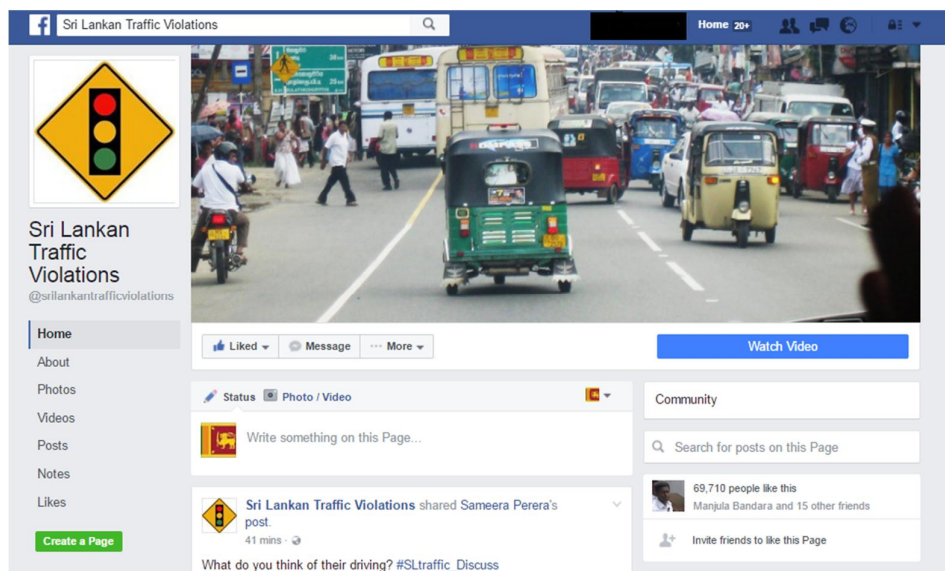 Sri Lankan Traffic Violations
Home 20+
Sri Lankan
Traffic
Violations
@srilankantrafficviolations
Home
About
Photos
Videos
Posts
Notes
Likes
Create a Page
Liked
Message
More
Watch Video
Status
Photo / Video
Write something on this Page...
Sri Lankan Traffic Violations shared Sameera Perera's
post.
41 mins
What do you think of their driving? #SLtraffic_Discuss
Community
Search for posts on this Page
69,710 people like this
Manjula Bandara and 15 other friends
Invite friends to like this Page